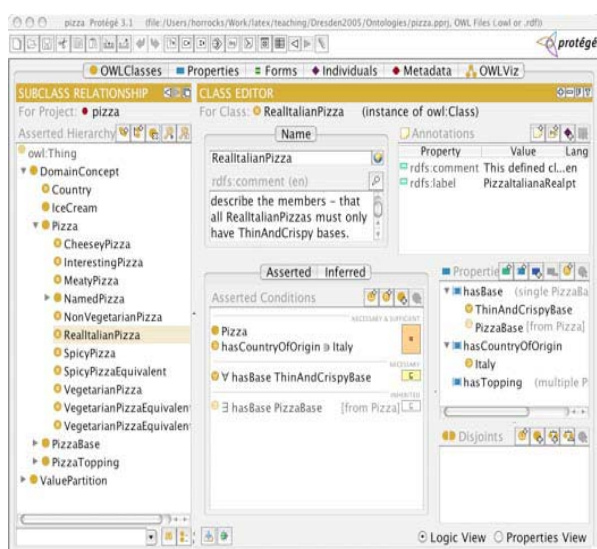 pizza Protégé 3.1 (file:/Users/horrocks/Work/latex/teaching/Dresden2005/Ontologies/pizza.pprj, OWL Files (.owl or .rdf))
protégé
OWLClasses Properties Forms Individuals Metadata OWLViz
SUBCLASS RELATIONSHIP
For Project: pizza
Asserted Hierarchy
owl:Thing
DomainConcept
Country
IceCream
Pizza
CheeseyPizza
InterestingPizza
MeatyPizza
NamedPizza
NonVegetarianPizza
RealItalianPizza
SpicyPizza
SpicyPizzaEquivalent
VegetarianPizza
VegetarianPizzaEquivalen
VegetarianPizzaEquivalen
PizzaBase
PizzaTopping
ValuePartition
CLASS EDITOR
For Class: RealItalianPizza (instance of owl:Class)
Name
RealItalianPizza
rdfs:comment (en)
describe the members – that
all RealItalianPizzas must only
have ThinAndCrispy bases.
Annotations
Property Value Lang
rdfs:comment This defined cl...en
rdfs:label PizzaItalianaRealpt
Asserted Inferred
Asserted Conditions
NECESSARY & SUFFICIENT
Pizza
hasCountryOfOrigin ∋ Italy
NECESSARY
∀ hasBase ThinAndCrispyBase
INHERITED
∃ hasBase PizzaBase [from Pizza]
Propertie
hasBase (single PizzaBa
ThinAndCrispyBase
PizzaBase [from Pizza]
hasCountryOfOrigin
Italy
hasTopping (multiple P
Disjoints
Logic View Properties View